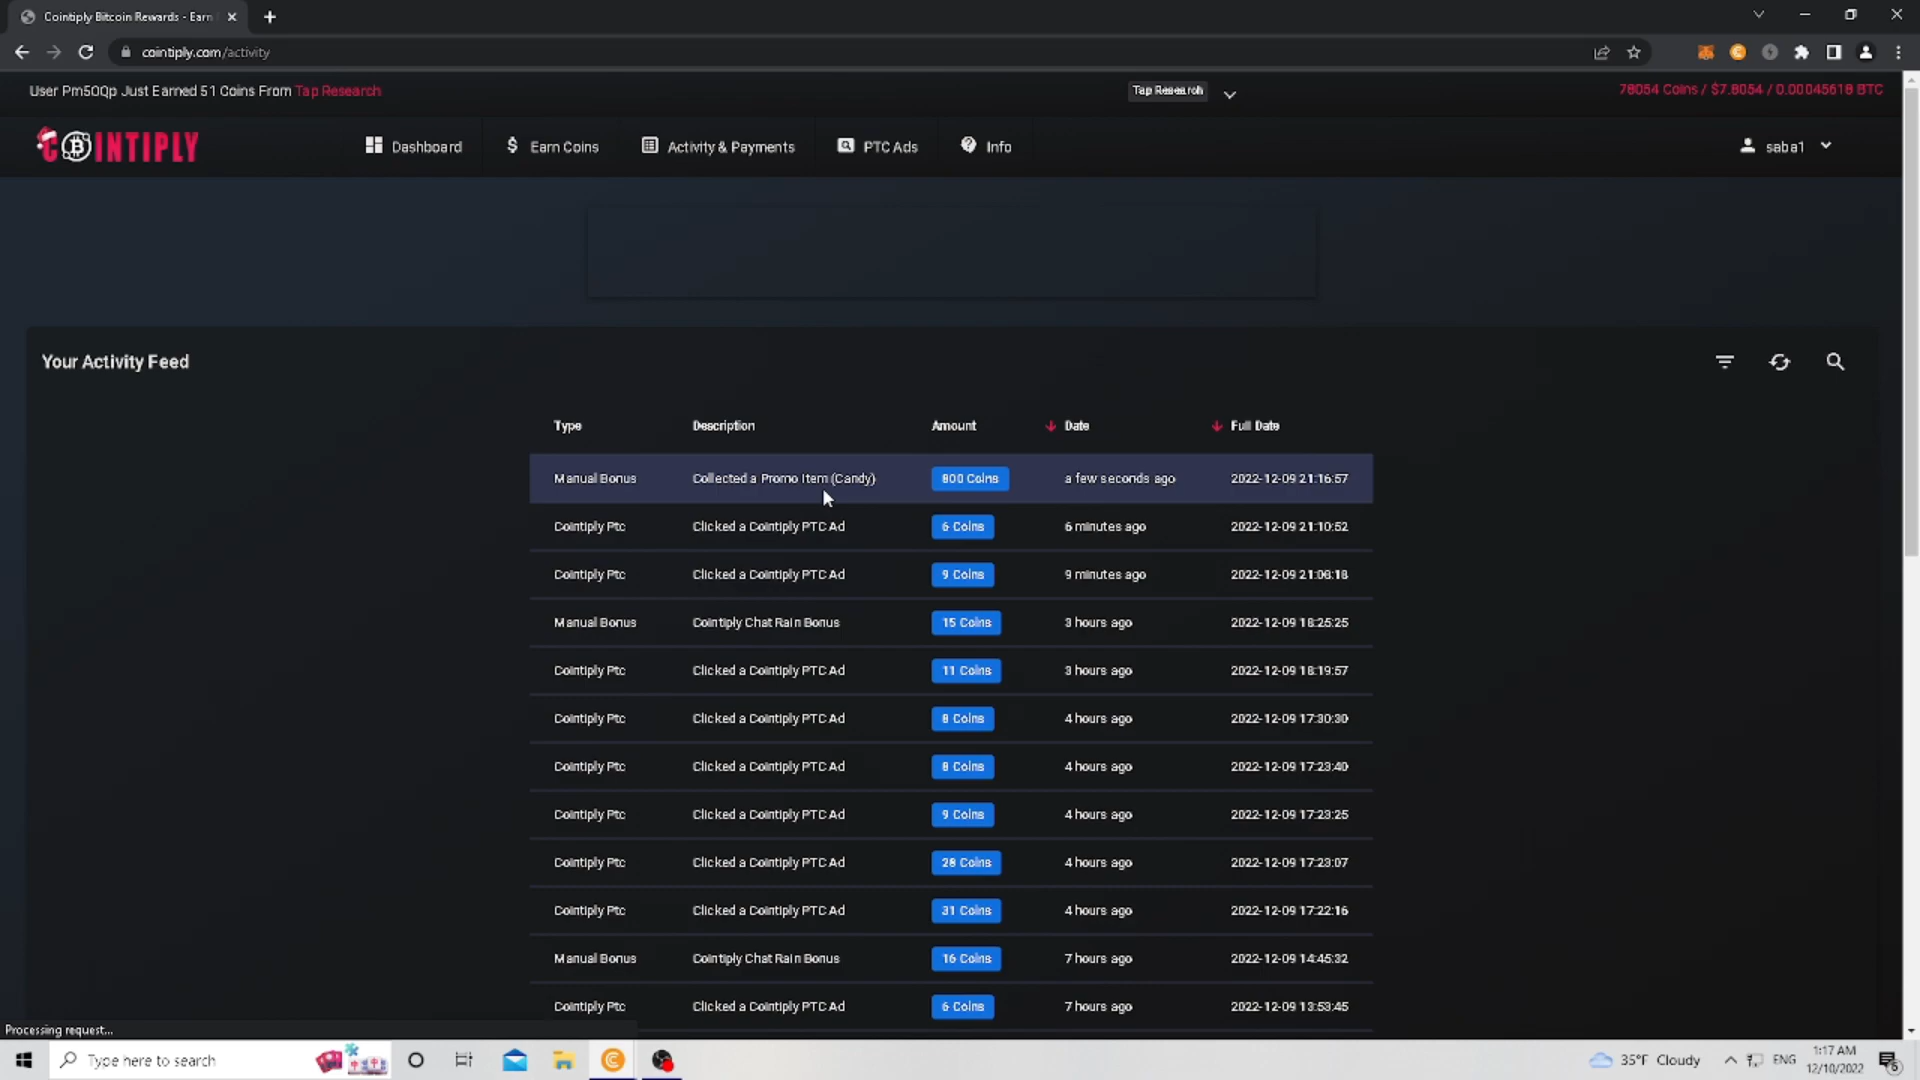 Cointiply Bitcoin Rewards - Earn
cointiply.com/activity
User Pm5OQp Just Earned 51 Coins From Tap Research
Tap Research
78054 Coins / $7.8054 / 0.00045618 BTC
COINTIPLY
Dashboard
Earn Coins
Activity & Payments
PTC Ads
Info
saba1
Your Activity Feed
Type Description Amount Date Full Date
Manual Bonus Collected a Promo Item (Candy) 800 Coins a few seconds ago 2022-12-09 21:16:57
Cointiply Ptc Clicked a Cointiply PTC Ad 6 Coins 6 minutes ago 2022-12-09 21:10:52
Cointiply Ptc Clicked a Cointiply PTC Ad 9 Coins 9 minutes ago 2022-12-09 21:08:18
Manual Bonus Cointiply Chat Rain Bonus 15 Coins 3 hours ago 2022-12-09 18:25:25
Cointiply Ptc Clicked a Cointiply PTC Ad 11 Coins 3 hours ago 2022-12-09 18:19:57
Cointiply Ptc Clicked a Cointiply PTC Ad 8 Coins 4 hours ago 2022-12-09 17:30:30
Cointiply Ptc Clicked a Cointiply PTC Ad 8 Coins 4 hours ago 2022-12-09 17:23:40
Cointiply Ptc Clicked a Cointiply PTC Ad 9 Coins 4 hours ago 2022-12-09 17:23:25
Cointiply Ptc Clicked a Cointiply PTC Ad 28 Coins 4 hours ago 2022-12-09 17:23:07
Cointiply Ptc Clicked a Cointiply PTC Ad 31 Coins 4 hours ago 2022-12-09 17:22:16
Manual Bonus Cointiply Chat Rain Bonus 16 Coins 7 hours ago 2022-12-09 14:45:32
Cointiply Ptc Clicked a Cointiply PTC Ad 6 Coins 7 hours ago 2022-12-09 13:53:45
Processing request...
Type here to search
35°F Cloudy
ENG
1:17 AM
12/10/2022